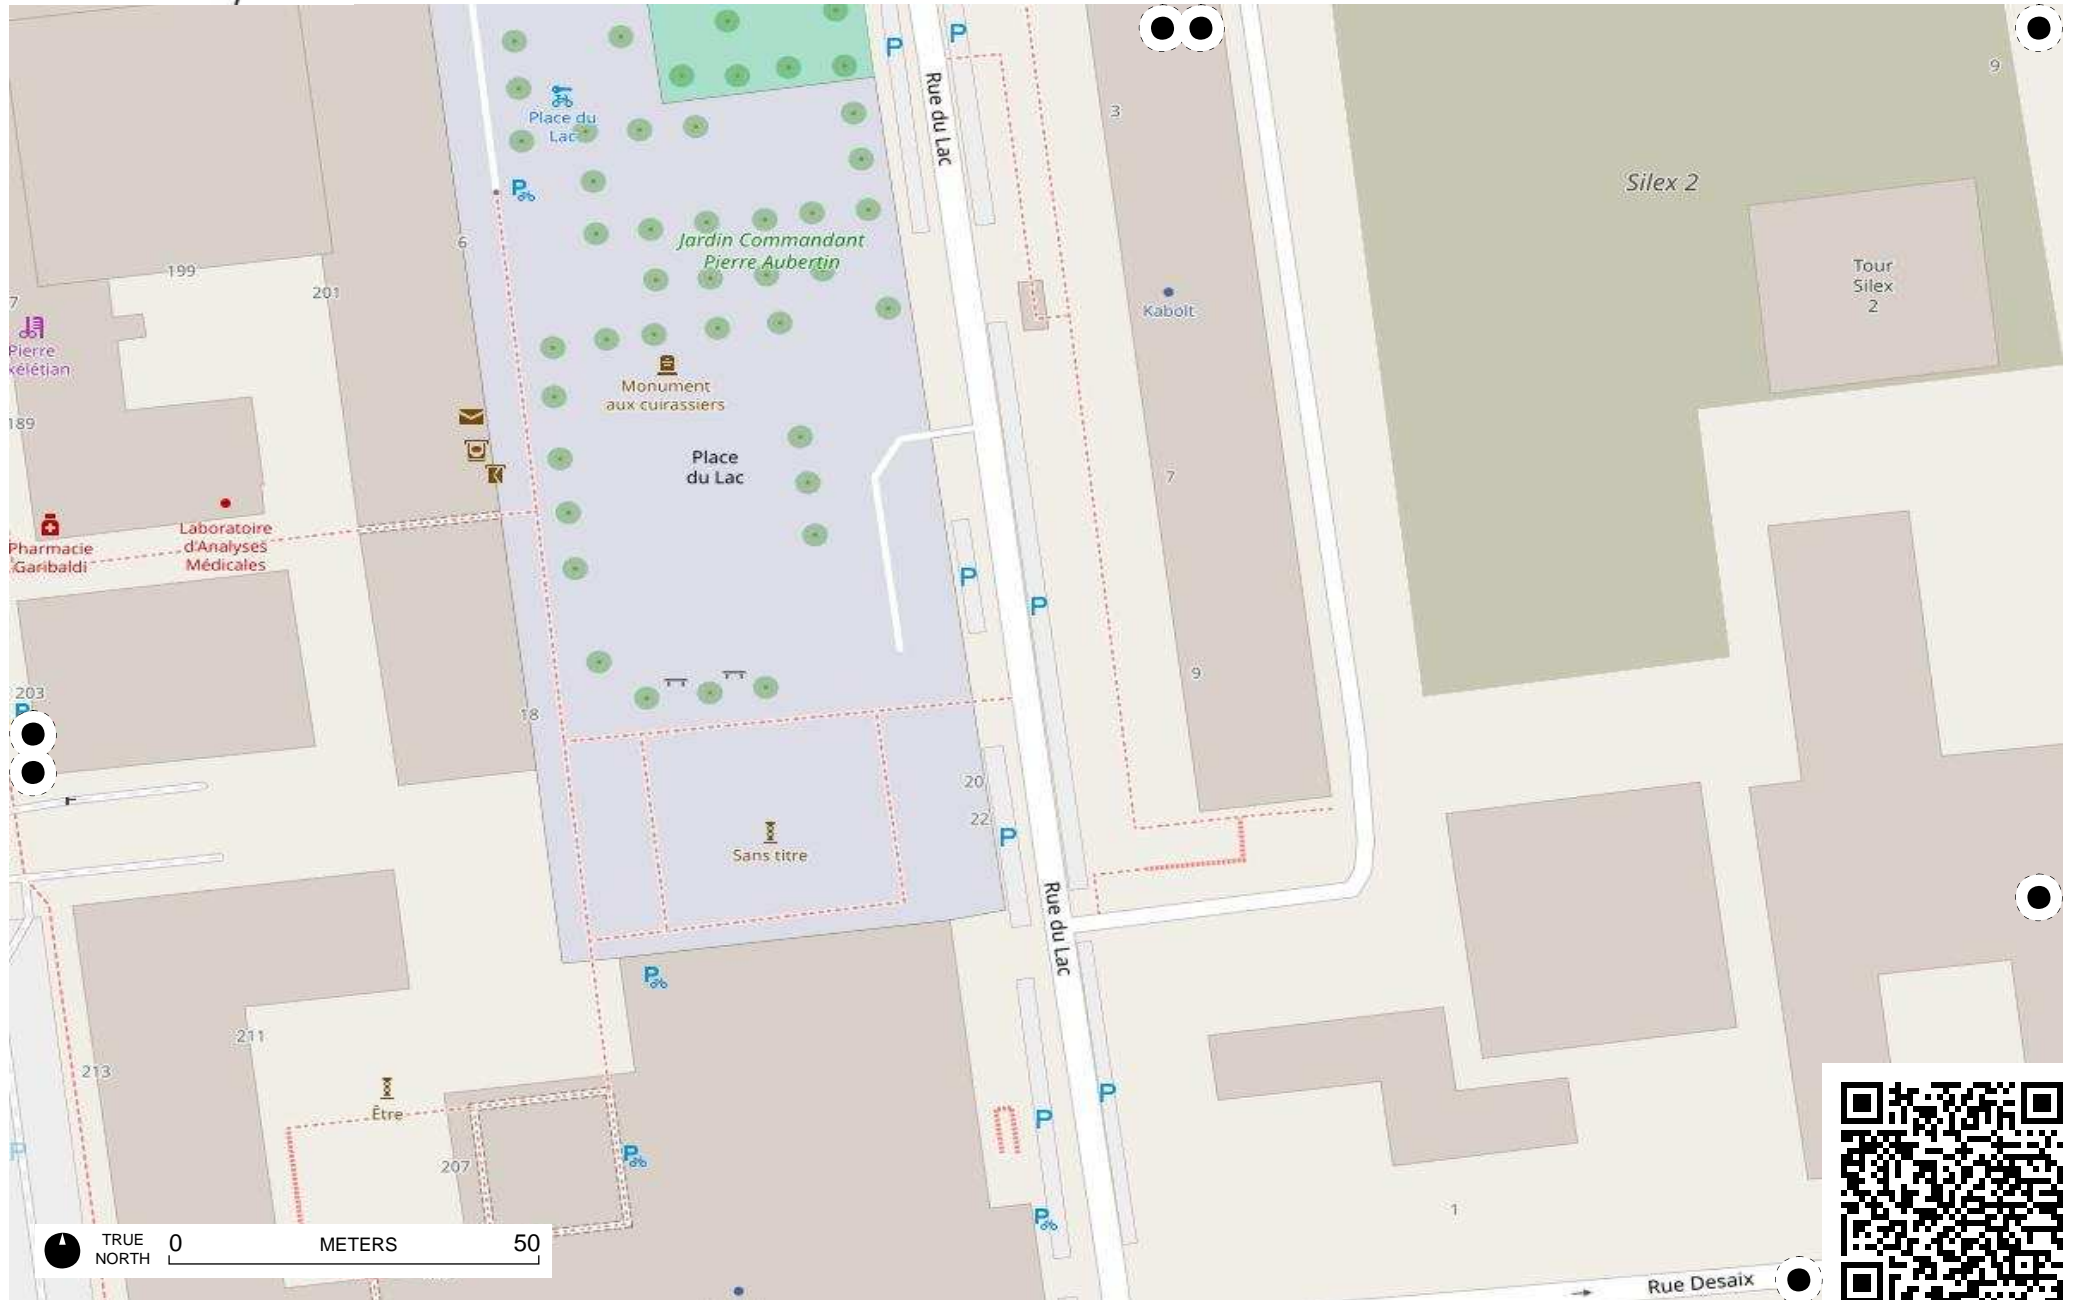 P
P
Rue du Lac
9
3
Place du
Lac
P
Silex 2
6
Jardin Commandant
Pierre Aubertin
199
201
Tour
Silex
2
7
Kabolt
Pierre
Monument
aux cuirassiers
189
Place
du Lac
7
Laboratoire
d'Analyses
Médicales
Pharmacie
Garibaldi
P
P
9
203
P
18
20
22
P
Sans titre
Rue du Lac
P
211
213
Être
P
P
P
207
P
P
1
TRUE
NORTH
0
METERS
50
Rue Desaix